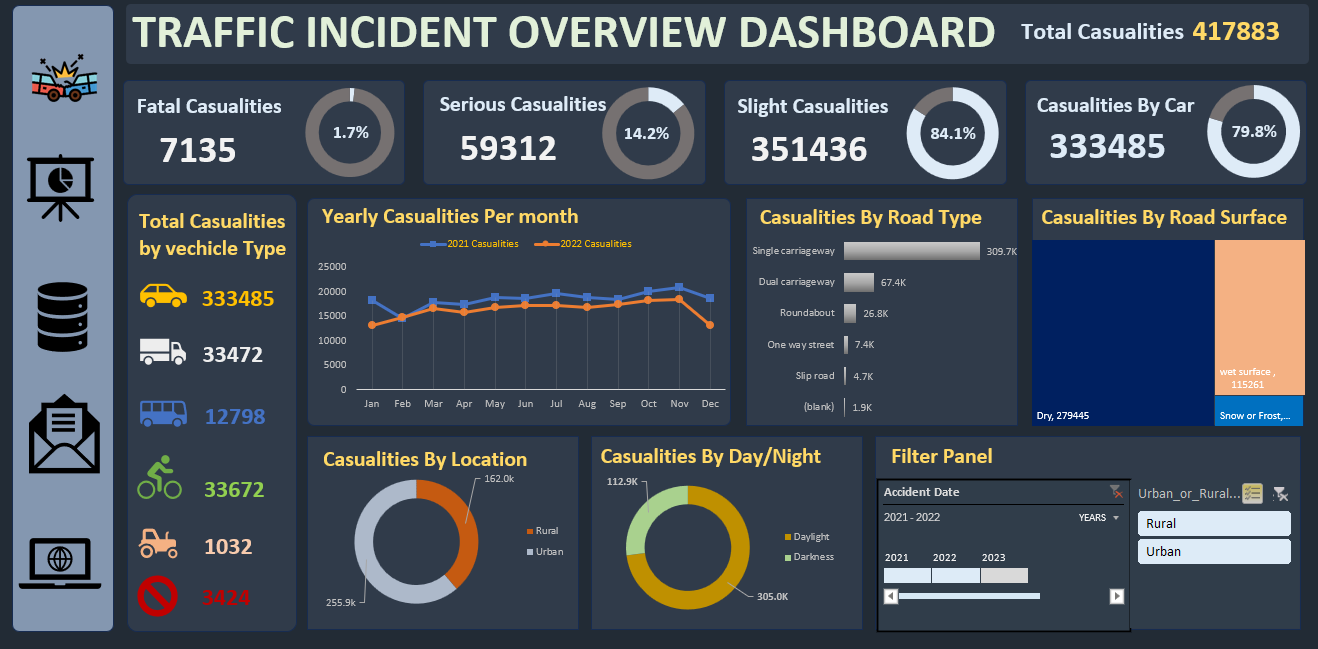 TRAFFIC INCIDENT OVERVIEW DASHBOARD
Total Casualities 417883
Fatal Casualities
7135
1.7%
Serious Casualities
59312
14.2%
Slight Casualities
351436
84.1%
Casualities By Car
333485
79.8%
Total Casualities
by vechicle Type
333485
33472
12798
33672
1032
3424
Yearly Casualities Per month
2021 Casualities
2022 Casualities
25000
20000
15000
10000
5000
0
Jan Feb Mar Apr May Jun Jul Aug Sep Oct Nov Dec
Casualities By Road Type
Single carriageway 309.7K
Dual carriageway 67.4K
Roundabout 26.8K
One way street 7.4K
Slip road 4.7K
(blank) 1.9K
Casualities By Road Surface
Dry, 279445
wet surface ,
115261
Snow or Frost,...
Casualities By Location
162.0k
Rural
Urban
255.9k
Casualities By Day/Night
112.9K
Daylight
Darkness
305.0K
Filter Panel
Accident Date
2021 - 2022
YEARS
2021 2022 2023
Urban_or_Rural...
Rural
Urban